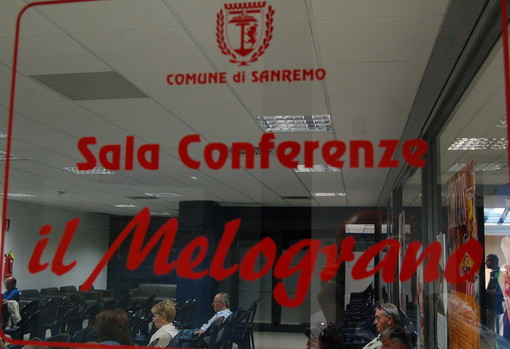 COMUNE di SANREMO
Sala Conferenze
il Melograno